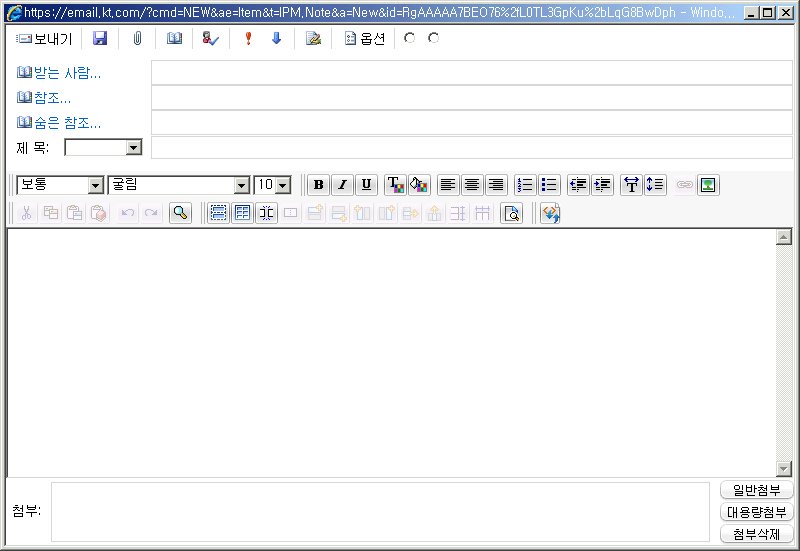 https://email.kt.com/?cmd=NEW&ae=Item&t=IPM.Note&a=New&id=RgAAAAA7BEO76%2fL0TL3GpKu%2bLqG8BwDph - Windo...
보내기 옵션
받는 사람...
참조...
숨은 참조...
제 목:
보통 굴림 10 B I U
첨부:
일반첨부
대용량첨부
첨부삭제